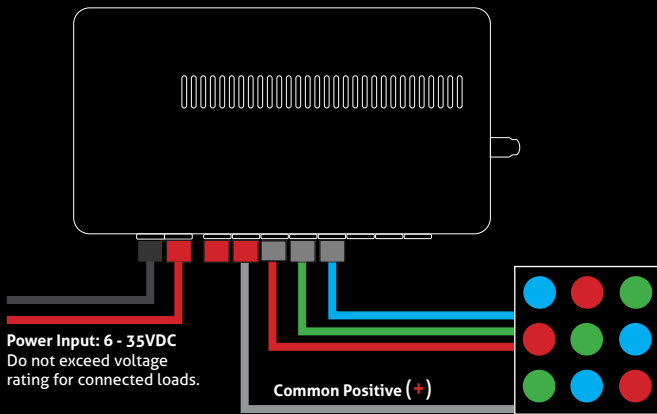 Power Input: 6 - 35VDC
Do not exceed voltage
rating for connected loads.
Common Positive (+)